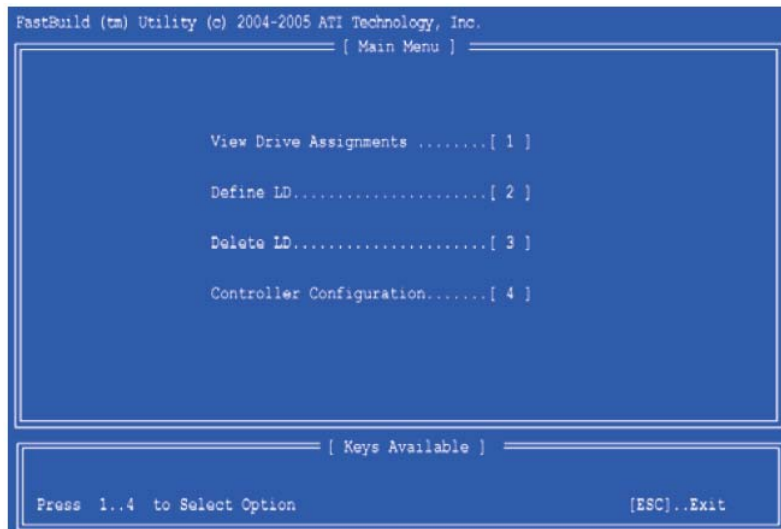 FastBuild (tm) Utility (c) 2004-2005 ATI Technology, Inc.
[ Main Menu ]
View Drive Assignments ........[ 1 ]
Define LD......................[ 2 ]
Delete LD......................[ 3 ]
Controller Configuration.......[ 4 ]
[ Keys Available ]
Press 1..4 to Select Option [ESC]..Exit